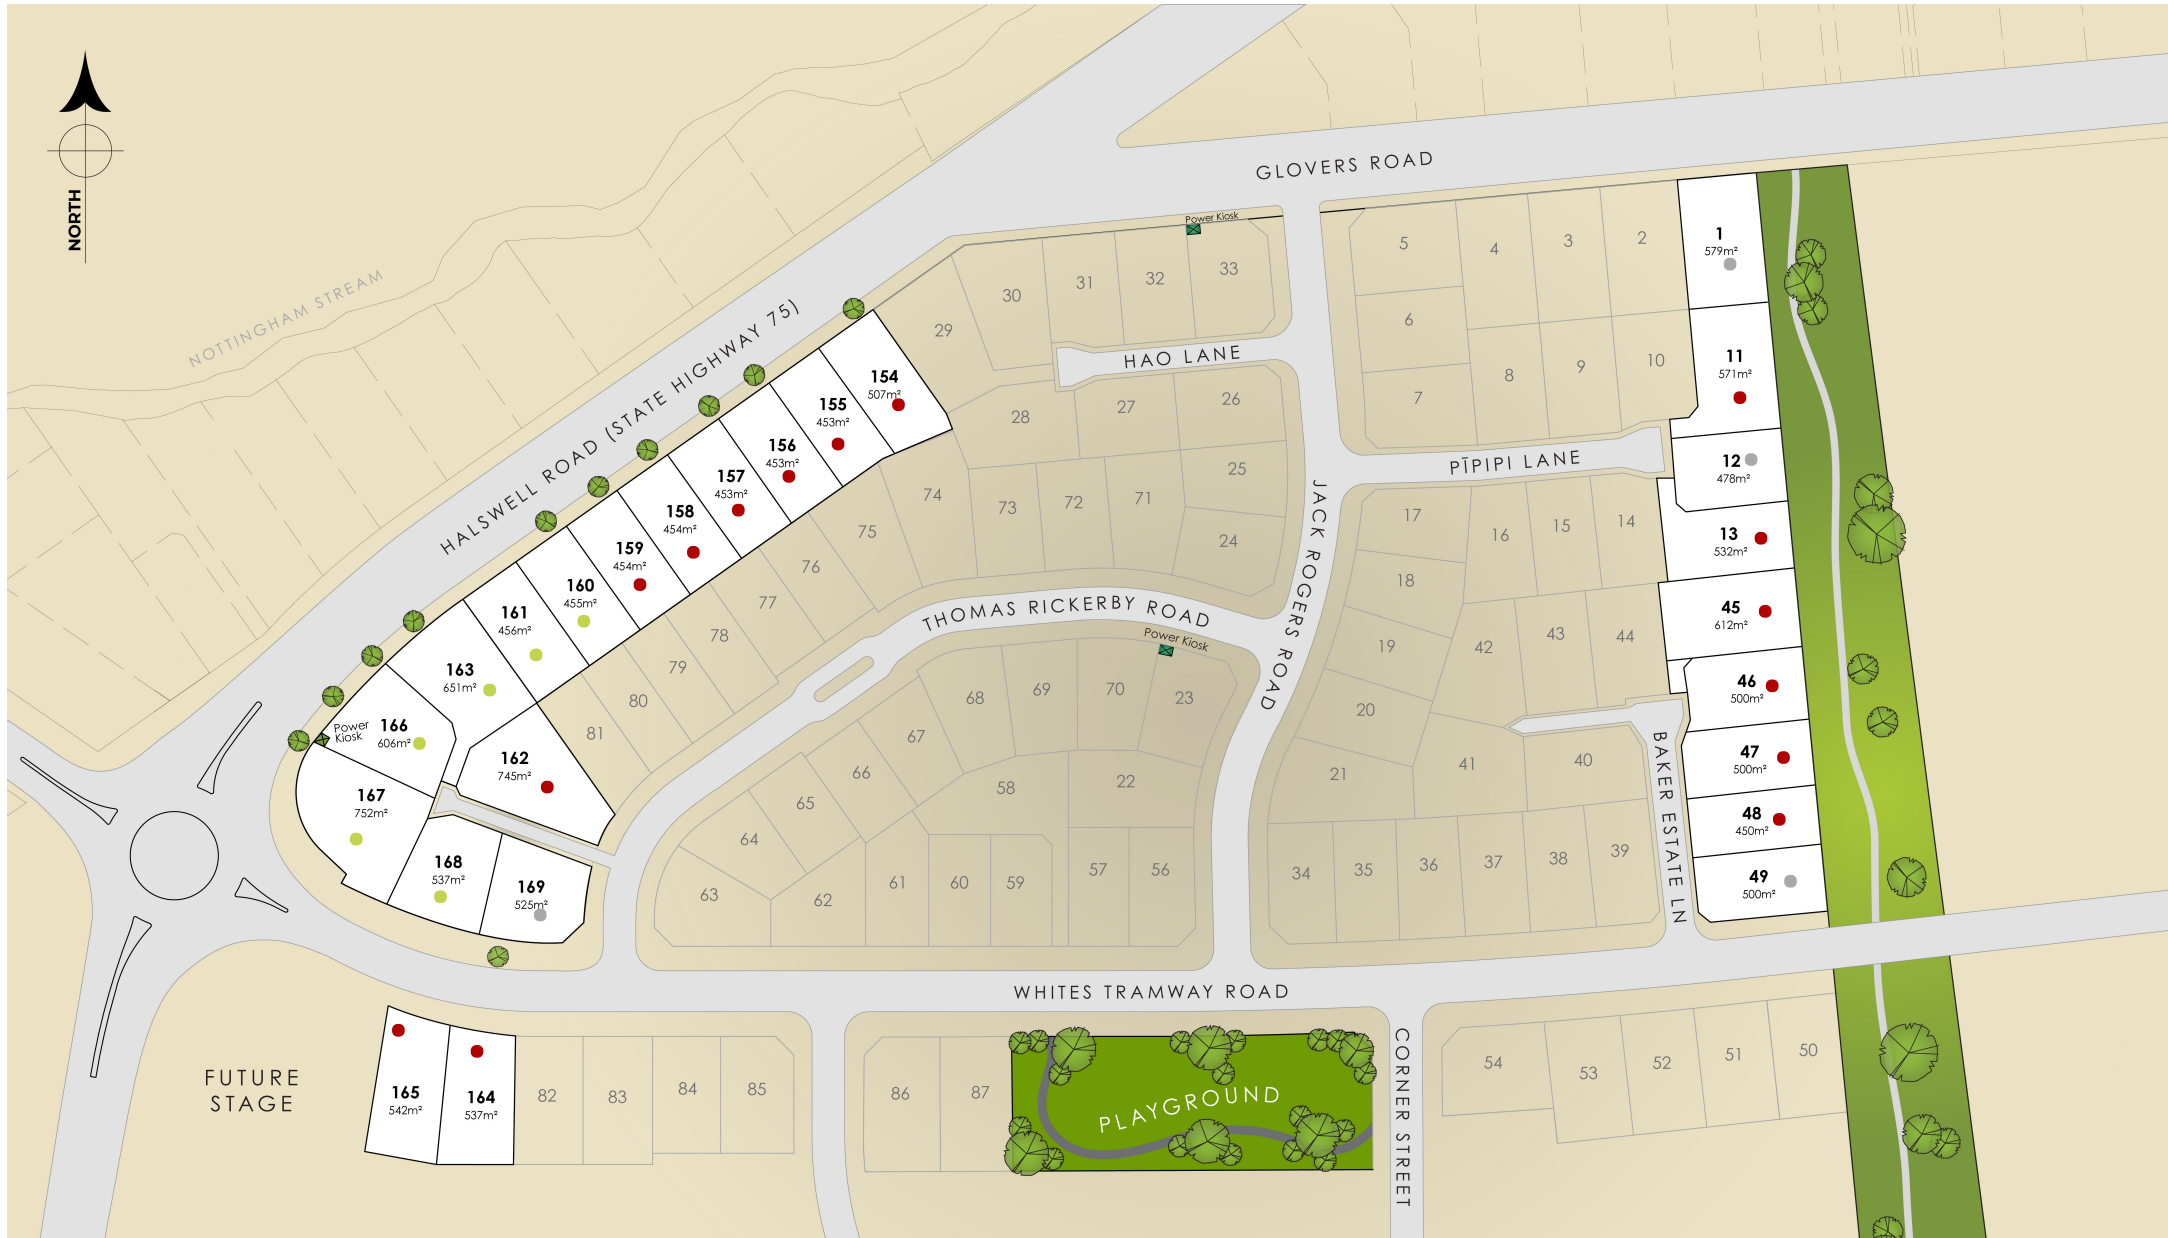 NORTH
NOTTINGHAM STREAM
HALSWELL ROAD (STATE HIGHWAY 75)
GLOVERS ROAD
Power Kiosk
HAO LANE
PĪPIPI LANE
JACK ROGERS ROAD
THOMAS RICKERBY ROAD
Power Kiosk
BAKER ESTATE LN
WHITES TRAMWAY ROAD
CORNER STREET
PLAYGROUND
FUTURE
STAGE
Power
Kiosk
1
579m²
11
571m²
12
478m²
13
532m²
45
612m²
46
500m²
47
500m²
48
450m²
49
500m²
154
507m²
155
453m²
156
453m²
157
453m²
158
454m²
159
454m²
160
455m²
161
456m²
163
651m²
166
606m²
162
745m²
167
752m²
168
537m²
169
525m²
165
542m²
164
537m²
5
4
3
2
6
7
8
9
10
33
32
31
30
29
28
27
26
25
24
71
72
73
74
75
76
77
78
79
80
81
17
16
15
14
18
19
20
21
42
43
44
41
40
34
35
36
37
38
39
68
69
70
23
67
66
65
64
63
62
61
60
59
58
22
57
56
82
83
84
85
86
87
54
53
52
51
50